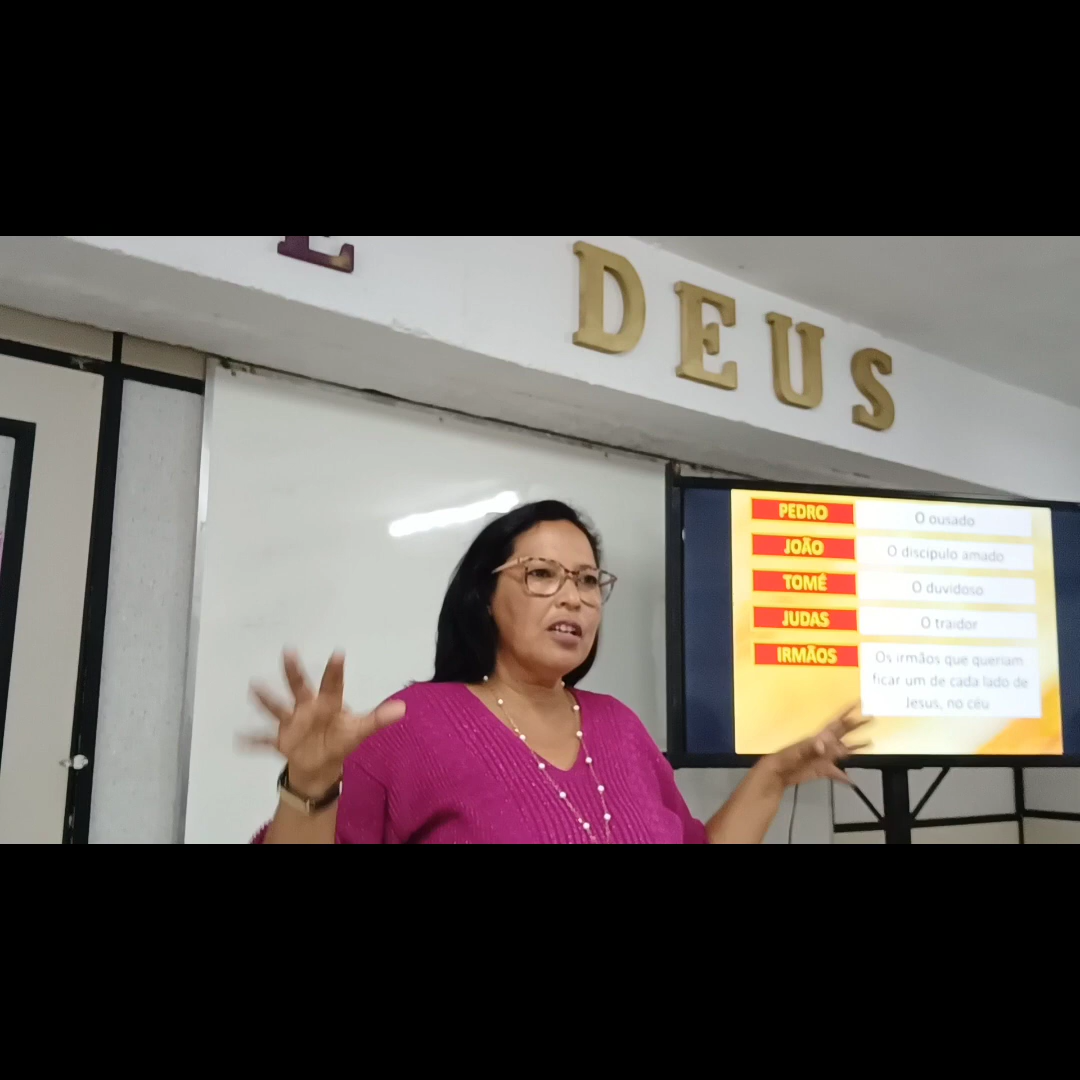 E DEUS
PEDRO O ousado
JOÃO O discípulo amado
TOMÉ O duvidoso
JUDAS O traidor
IRMÃOS Os irmãos que queriam
ficar um de cada lado de
Jesus, no céu